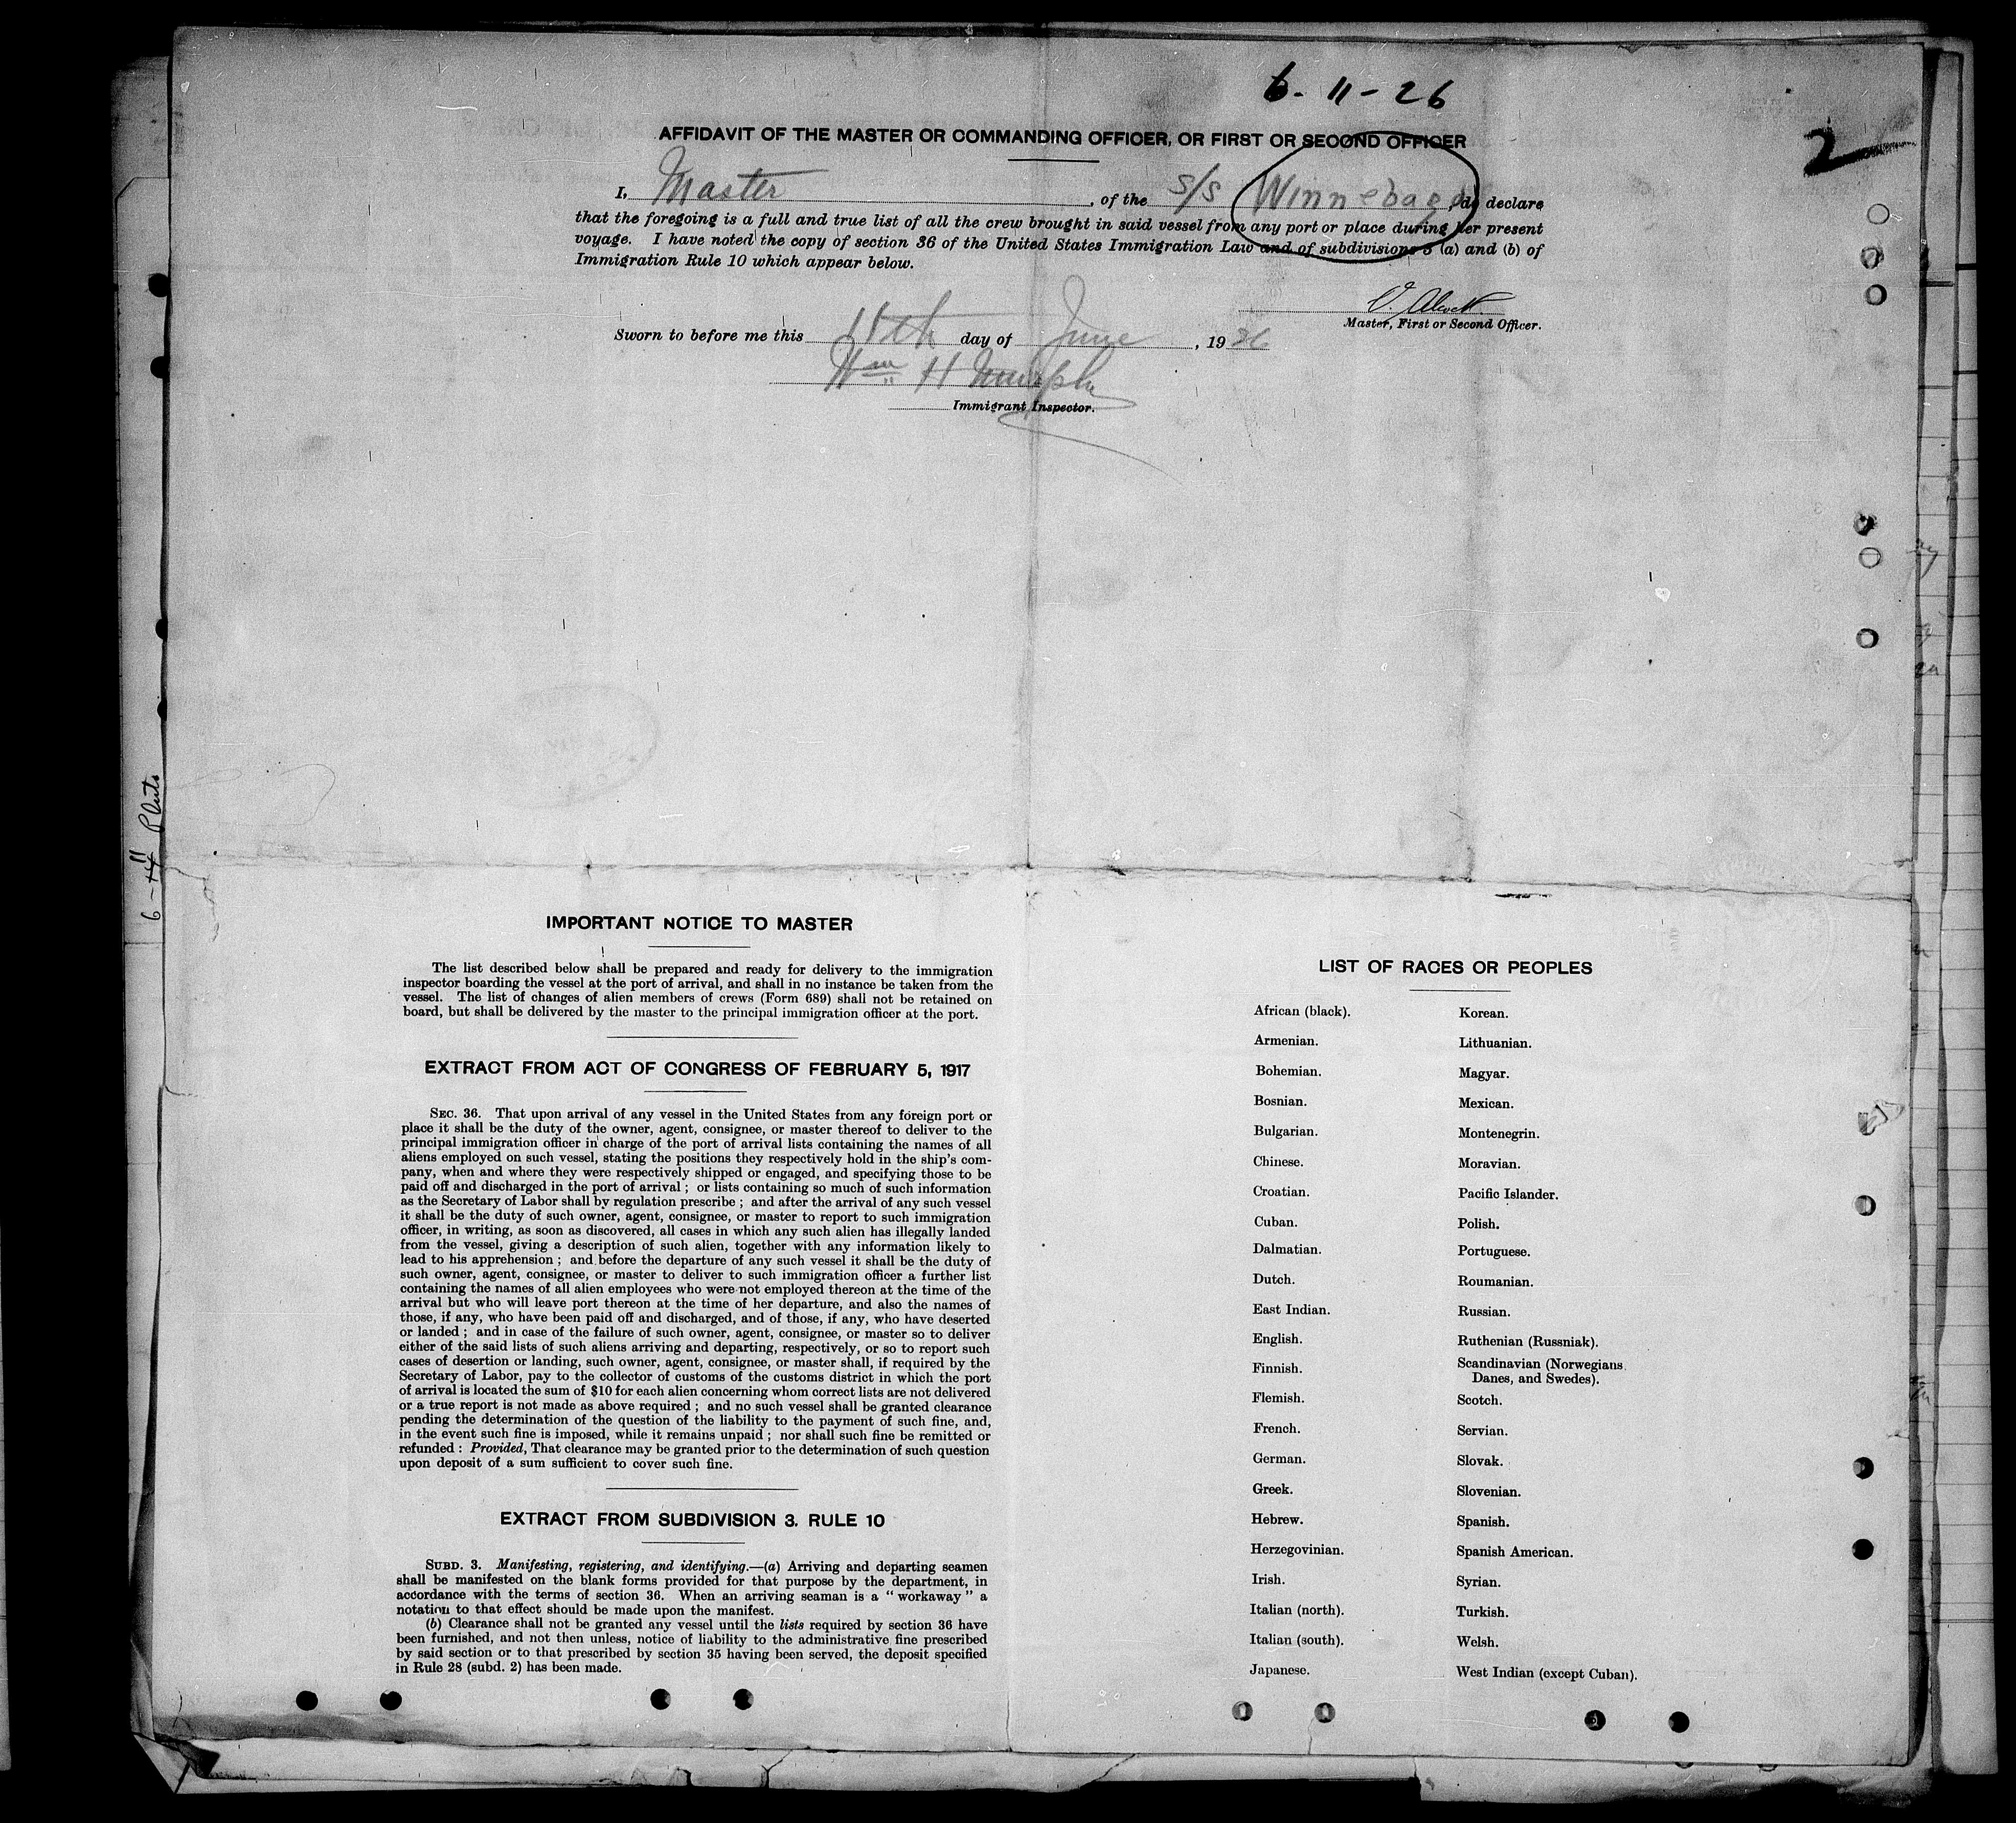 6-11-26
2
AFFIDAVIT OF THE MASTER OR COMMANDING OFFICER, OR FIRST OR SECOND OFFICER
I, Master, of the S/S Winnebago, do declare
that the foregoing is a full and true list of all the crew brought in said vessel from any port or place during her present
voyage. I have noted the copy of section 36 of the United States Immigration Law and of subdivisions 3 (a) and (b) of
Immigration Rule 10 which appear below.
Master, First or Second Officer.
Sworn to before me this 11th day of June, 1926
Wm H Murphy
Immigrant Inspector.
IMPORTANT NOTICE TO MASTER
The list described below shall be prepared and ready for delivery to the immigration
inspector boarding the vessel at the port of arrival, and shall in no instance be taken from the
vessel. The list of changes of alien members of crews (Form 689) shall not be retained on
board, but shall be delivered by the master to the principal immigration officer at the port.
EXTRACT FROM ACT OF CONGRESS OF FEBRUARY 5, 1917
SEC. 36. That upon arrival of any vessel in the United States from any foreign port or
place it shall be the duty of the owner, agent, consignee, or master thereof to deliver to the
principal immigration officer in charge of the port of arrival lists containing the names of all
aliens employed on such vessel, stating the positions they respectively hold in the ship's com-
pany, when and where they were respectively shipped or engaged, and specifying those to be
paid off and discharged in the port of arrival; or lists containing so much of such information
as the Secretary of Labor shall by regulation prescribe; and after the arrival of any such vessel
it shall be the duty of such owner, agent, consignee, or master to report to such immigration
officer, in writing, as soon as discovered, all cases in which any such alien has illegally landed
from the vessel, giving a description of such alien, together with any information likely to
lead to his apprehension; and before the departure of any such vessel it shall be the duty of
such owner, agent, consignee, or master to deliver to such immigration officer a further list
containing the names of all alien employees who were not employed thereon at the time of the
arrival but who will leave port thereon at the time of her departure, and also the names of
those, if any, who have been paid off and discharged, and of those, if any, who have deserted
or landed; and in case of the failure of such owner, agent, consignee, or master so to deliver
either of the said lists of such aliens arriving and departing, respectively, or so to report such
cases of desertion or landing, such owner, agent, consignee, or master shall, if required by the
Secretary of Labor, pay to the collector of customs of the customs district in which the port
of arrival is located the sum of $10 for each alien concerning whom correct lists are not delivered
or a true report is not made as above required; and no such vessel shall be granted clearance
pending the determination of the question of the liability to the payment of such fine, and,
in the event such fine is imposed, while it remains unpaid; nor shall such fine be remitted or
refunded: Provided, That clearance may be granted prior to the determination of such question
upon deposit of a sum sufficient to cover such fine.
EXTRACT FROM SUBDIVISION 3. RULE 10
SUBD. 3. Manifesting, registering, and identifying.—(a) Arriving and departing seamen
shall be manifested on the blank forms provided for that purpose by the department, in
accordance with the terms of section 36. When an arriving seaman is a "workaway" a
notation to that effect should be made upon the manifest.
(b) Clearance shall not be granted any vessel until the lists required by section 36 have
been furnished, and not then unless, notice of liability to the administrative fine prescribed
by said section or to that prescribed by section 35 having been served, the deposit specified
in Rule 28 (subd. 2) has been made.
LIST OF RACES OR PEOPLES
African (black).
Armenian.
Bohemian.
Bosnian.
Bulgarian.
Chinese.
Croatian.
Cuban.
Dalmatian.
Dutch.
East Indian.
English.
Finnish.
Flemish.
French.
German.
Greek.
Hebrew.
Herzegovinian.
Irish.
Italian (north).
Italian (south).
Japanese.
Korean.
Lithuanian.
Magyar.
Mexican.
Montenegrin.
Moravian.
Pacific Islander.
Polish.
Portuguese.
Roumanian.
Russian.
Ruthenian (Russniak).
Scandinavian (Norwegians
Danes, and Swedes).
Scotch.
Servian.
Slovak.
Slovenian.
Spanish.
Spanish American.
Syrian.
Turkish.
Welsh.
West Indian (except Cuban).